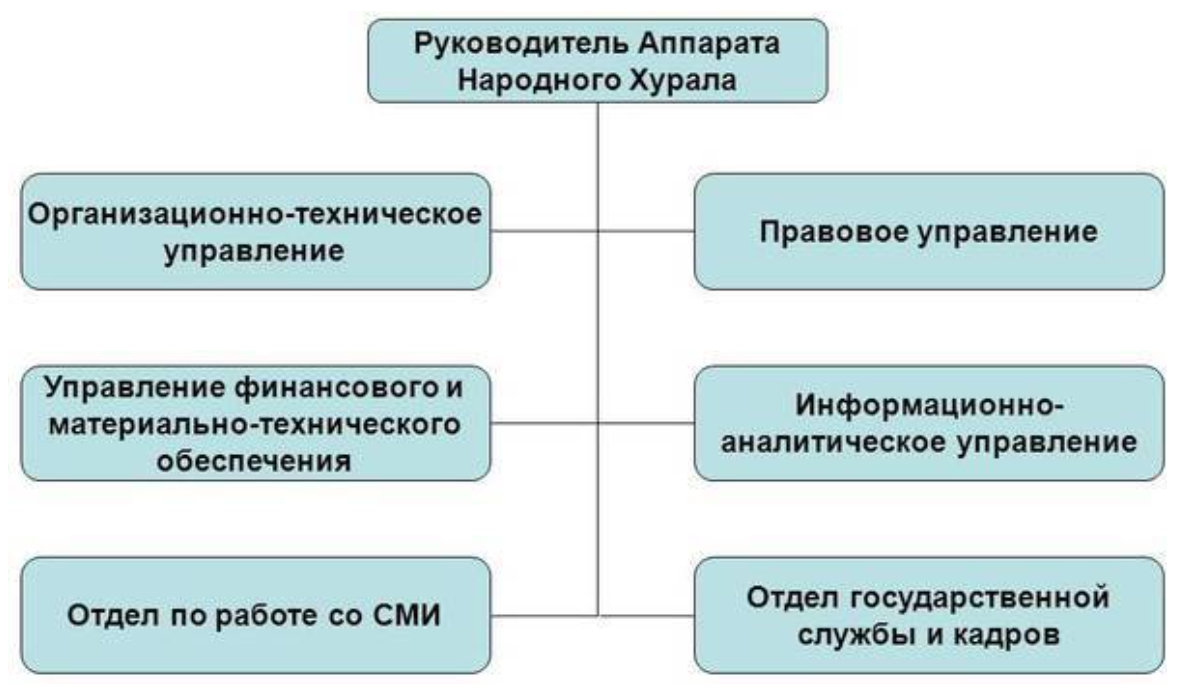 Руководитель Аппарата
Народного Хурала
Организационно-техническое
управление
Правовое управление
Управление финансового и
материально-технического
обеспечения
Информационно-
аналитическое управление
Отдел по работе со СМИ
Отдел государственной
службы и кадров